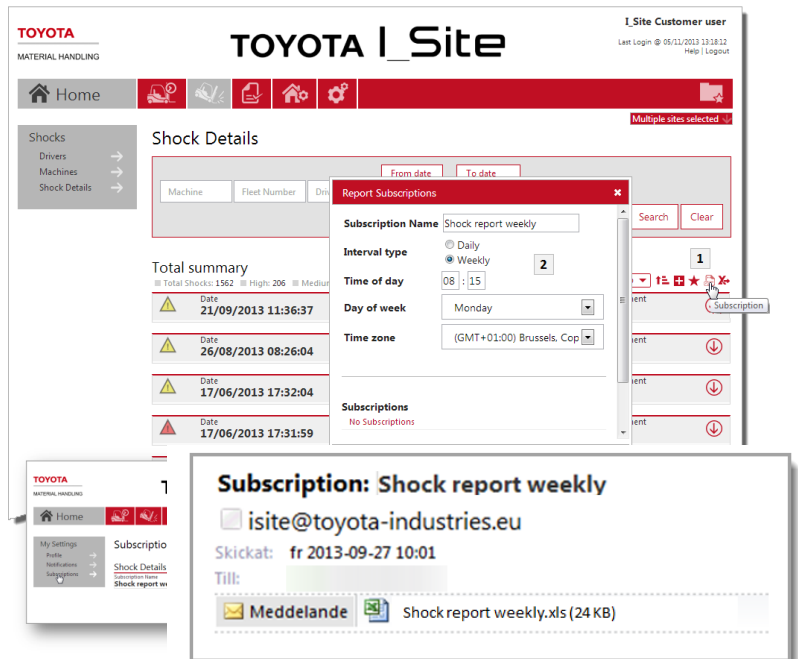 TOYOTA
MATERIAL HANDLING
TOYOTA I_Site
I_Site Customer user
Last Login @ 05/11/2013 13:18:12
Help | Logout
Home
Multiple sites selected
Shocks
Drivers
Machines
Shock Details
Shock Details
From date
To date
Machine
Fleet Number
Search
Clear
Report Subscriptions
Subscription Name
Shock report weekly
Interval type
Daily
Weekly
2
Time of day
08 : 15
Day of week
Monday
Time zone
(GMT+01:00) Brussels, Cop
Subscriptions
No Subscriptions
1
Subscription
Total summary
Total Shocks: 1562 High: 206 Medium
Date
21/09/2013 11:36:37
Date
26/08/2013 08:26:04
Date
17/06/2013 17:32:04
Date
17/06/2013 17:31:59
TOYOTA
MATERIAL HANDLING
Home
My Settings
Profile
Notifications
Subscriptions
Shock Details
Subscription Name
Subscription: Shock report weekly
isite@toyota-industries.eu
Skickat: fr 2013-09-27 10:01
Till:
Meddelande
Shock report weekly.xls (24 KB)